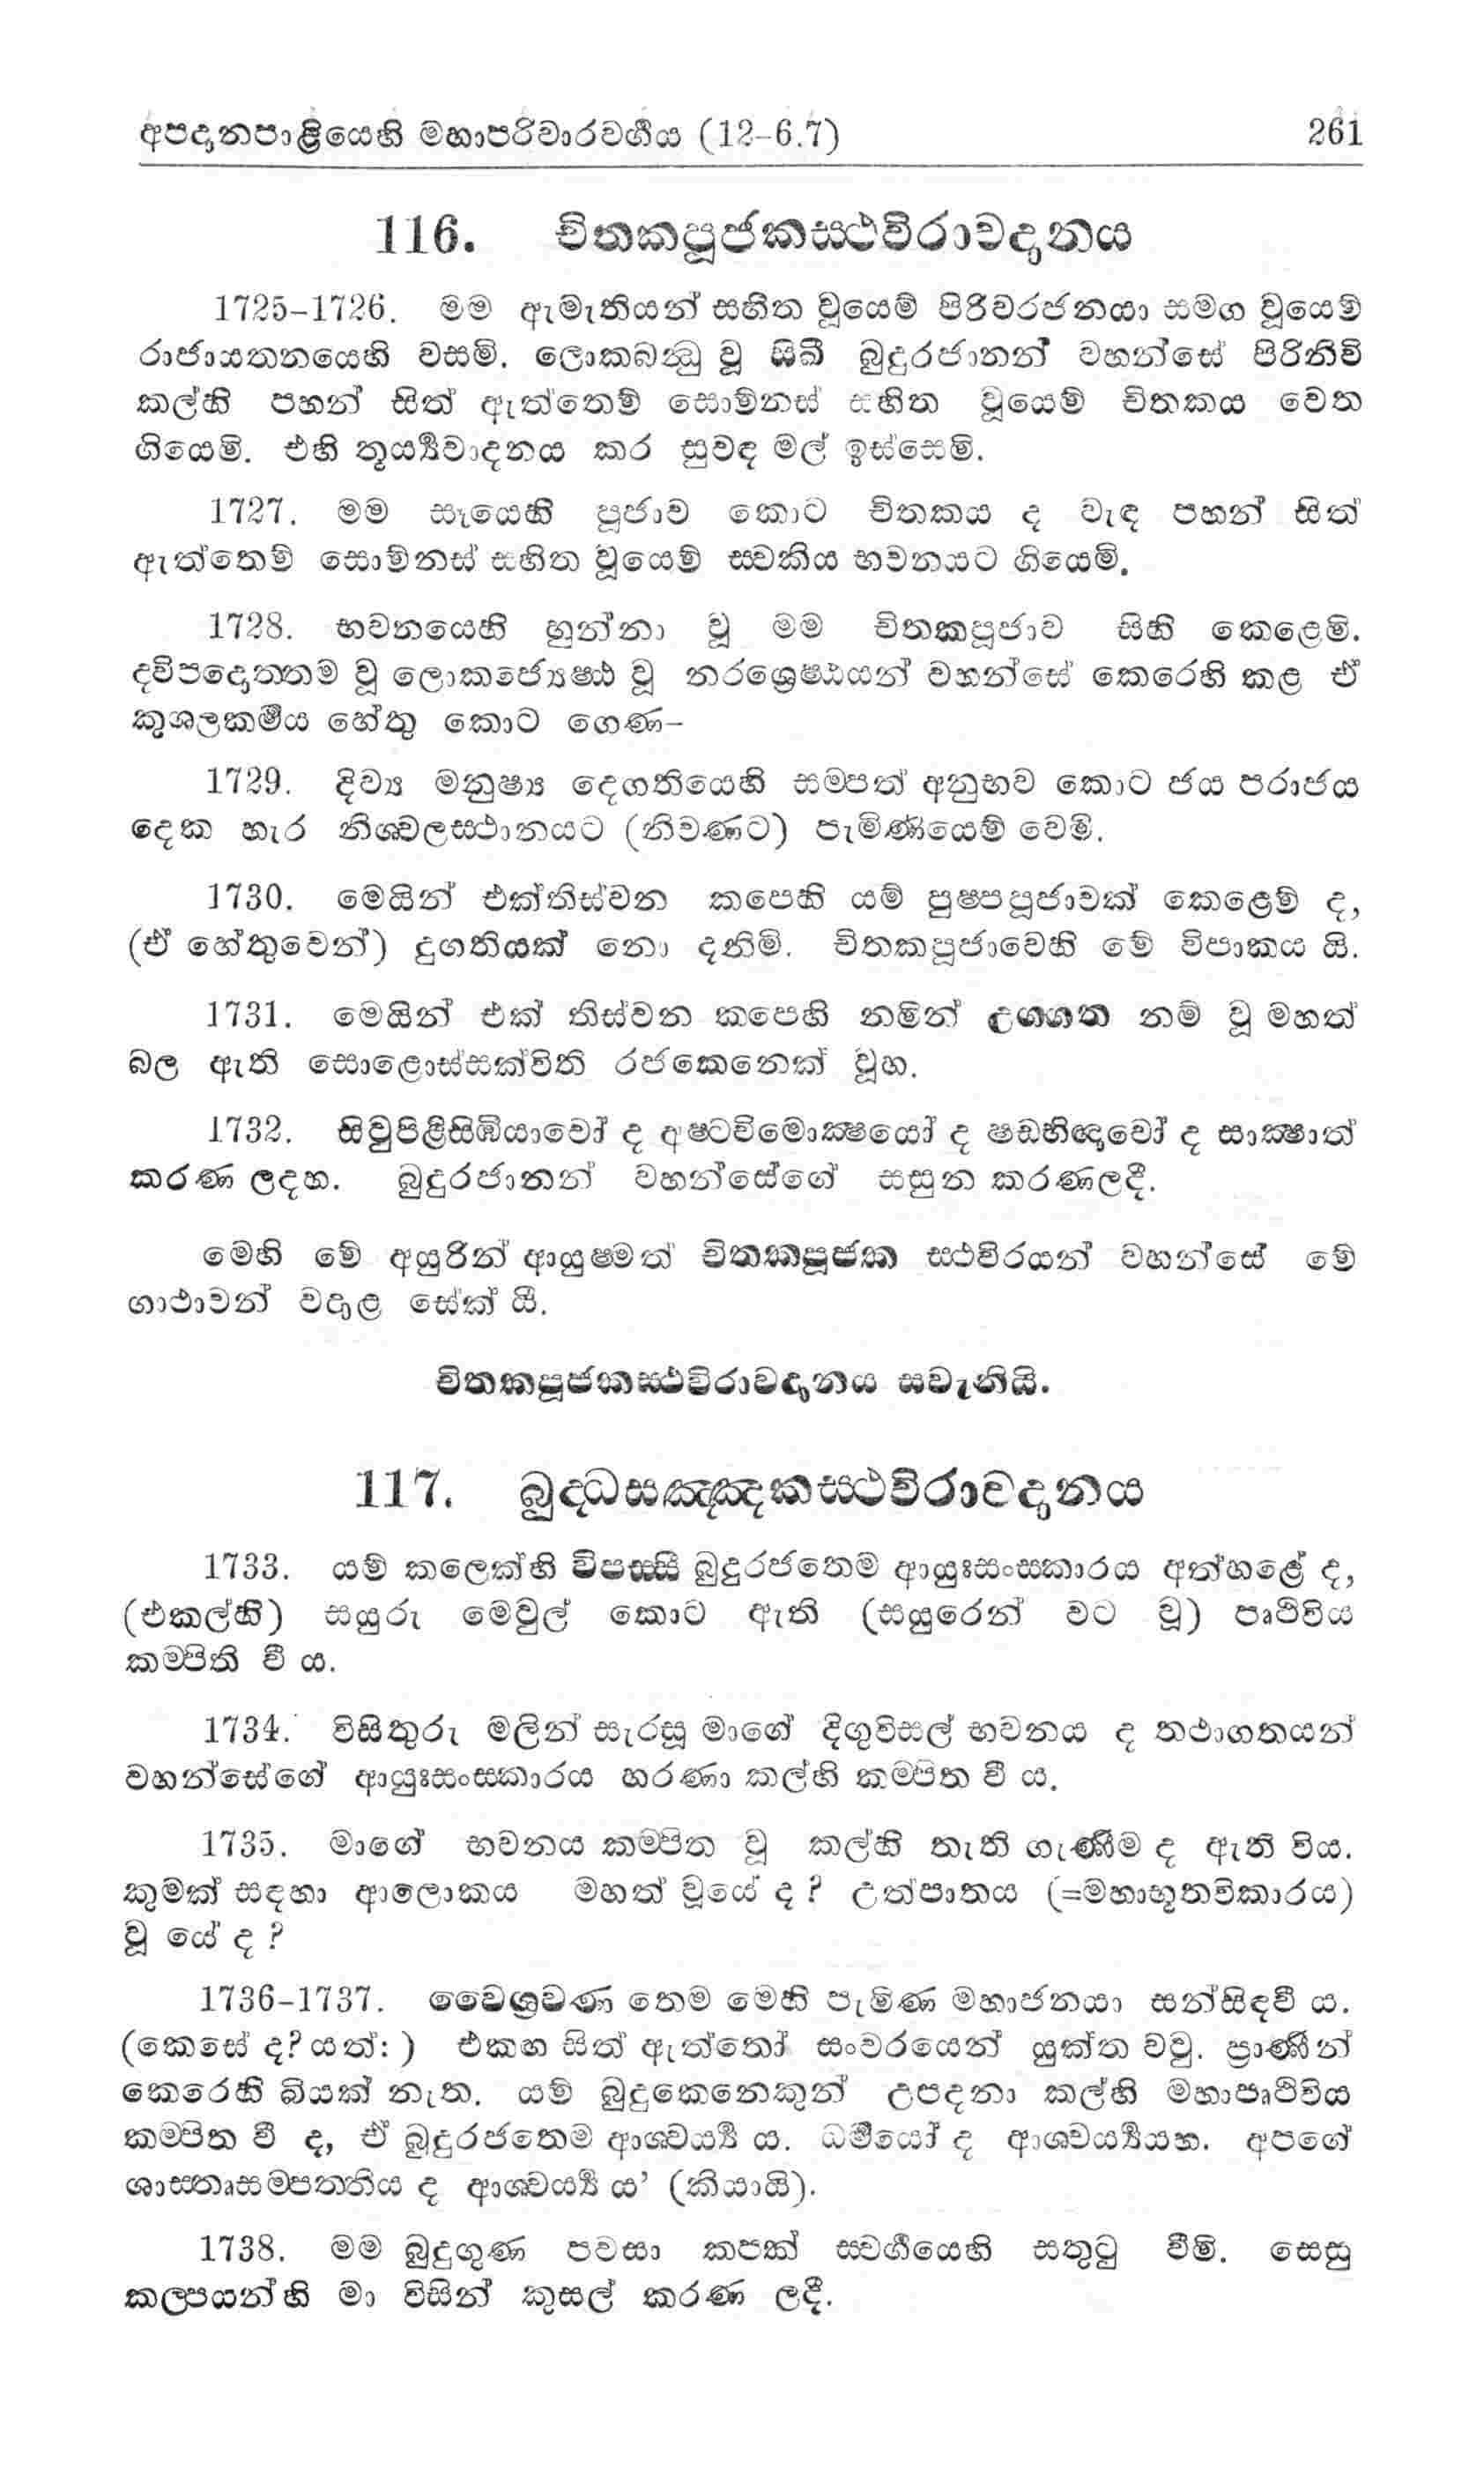 අපදානපාළියෙහි මහාපරිවාරවර්‍ගය (12-6.7) 261
116. චිතකපූජකස්ථවිරාවදානය
1725-1726. මම ඇමැතියන් සහිත වූයෙම් පිරිවරජනයා සමග වූයෙම්
රාජායතනයෙහි වසමි. ලොකබන්ධු වූ සිඛී බුදුරජානන් වහන්සේ පිරිනිවි
කල්හි පහන් සිත් ඇත්තෙම් සොම්නස් සහිත වූයෙම් චිතකය වෙත
ගියෙමි. එහි තූර්‍ය්‍යවාදනය කර සුවඳ මල් ඉස්සෙමි.
1727. මම සෑයෙහි පූජාව කොට චිතකය ද වැඳ පහන් සිත්
ඇත්තෙම් සොම්නස් සහිත වූයෙම් ස්වකීය භවනයට ගියෙමි.
1728. භවනයෙහි හුන්නා වූ මම චිතකපූජාව සිහි කෙළෙමි.
ද්විපදොත්තම වූ ලොකජ්‍යෙෂ්ඨ වූ නරශ්‍රෙෂ්ඨයන් වහන්සේ කෙරෙහි කළ ඒ
කුශලකර්‍මය හේතු කොට ගෙණ–
1729. දිව්‍ය මනුෂ්‍ය දෙගතියෙහි සම්පත් අනුභව කොට ජය පරාජය
දෙක හැර නිශ්චලස්ථානයට (නිවණට) පැමිණියෙම් වෙමි.
1730. මෙයින් එක්තිස්වන කපෙහි යම් පුෂ්පපූජාවක් කෙළෙම් ද,
(ඒ හේතුවෙන්) දුගතියක් නො දනිමි. චිතකපූජාවෙහි මේ විපාකය යි.
1731. මෙයින් එක් තිස්වන කපෙහි නමින් උග්ගත නම් වූ මහත්
බල ඇති සොළොස්සක්විති රජකෙනෙක් වූහ.
1732. සිවුපිළිසිඹියාවෝ ද අෂ්ටවිමොක්‍ෂයෝ ද ෂඩභිඥාවෝ ද සාක්‍ෂාත්
කරණ ලදහ. බුදුරජානන් වහන්සේගේ සසුන කරණලදී.
මෙහි මේ අයුරින් ආයුෂ්මත් චිතකපූජක ස්ථවිරයන් වහන්සේ මේ
ගාථාවන් වදාළ සේක් යී.
චිතකපූජකස්ථවිරාවදානය සවැනියි.
117. බුද්ධසඤ්ඤකස්ථවිරාවදානය
1733. යම් කලෙක්හි විපස්සී බුදුරජතෙම ආයුඃසංස්කාරය අත්හළේ ද,
(එකල්හි) සයුරු මෙවුල් කොට ඇති (සයුරෙන් වට වූ) පෘථිවිය
කම්පිති වී ය.
1734. විසිතුරු මලින් සැරසූ මාගේ දිගුවිසල් භවනය ද තථාගතයන්
වහන්සේගේ ආයුඃසංස්කාරය හරණා කල්හි කම්පිත වී ය.
1735. මාගේ භවනය කම්පිත වූ කල්හි තැති ගැණීම ද ඇති විය.
කුමක් සඳහා ආලොකය මහත් වූයේ ද ? උත්පාතය (=මහාභූතවිකාරය)
වූ යේ ද ?
1736-1737. වෛශ්‍රවණ තෙම මෙහි පැමිණ මහාජනයා සන්සිඳවී ය.
(කෙසේ ද? යත්: ) එකඟ සිත් ඇත්තෝ සංවරයෙන් යුක්ත වවු. ප්‍රාණීන්
කෙරෙහි බියක් නැත. යම් බුදුකෙනෙකුන් උපදනා කල්හි මහාපෘථිවිය
කම්පිත වී ද, ඒ බුදුරජතෙම ආශ්චර්‍ය්‍ය ය. ධර්‍මයෝ ද ආශ්චර්‍ය්‍යයහ. අපගේ
ශාස්තෘසම්පත්තිය ද ආශ්චර්‍ය්‍ය ය’ (කියායි).
1738. මම බුදුගුණ පවසා කපක් ස්වර්‍ගයෙහි සතුටු වීමි. සෙසු
කල්පයන්හි මා විසින් කුසල් කරණ ලදී.